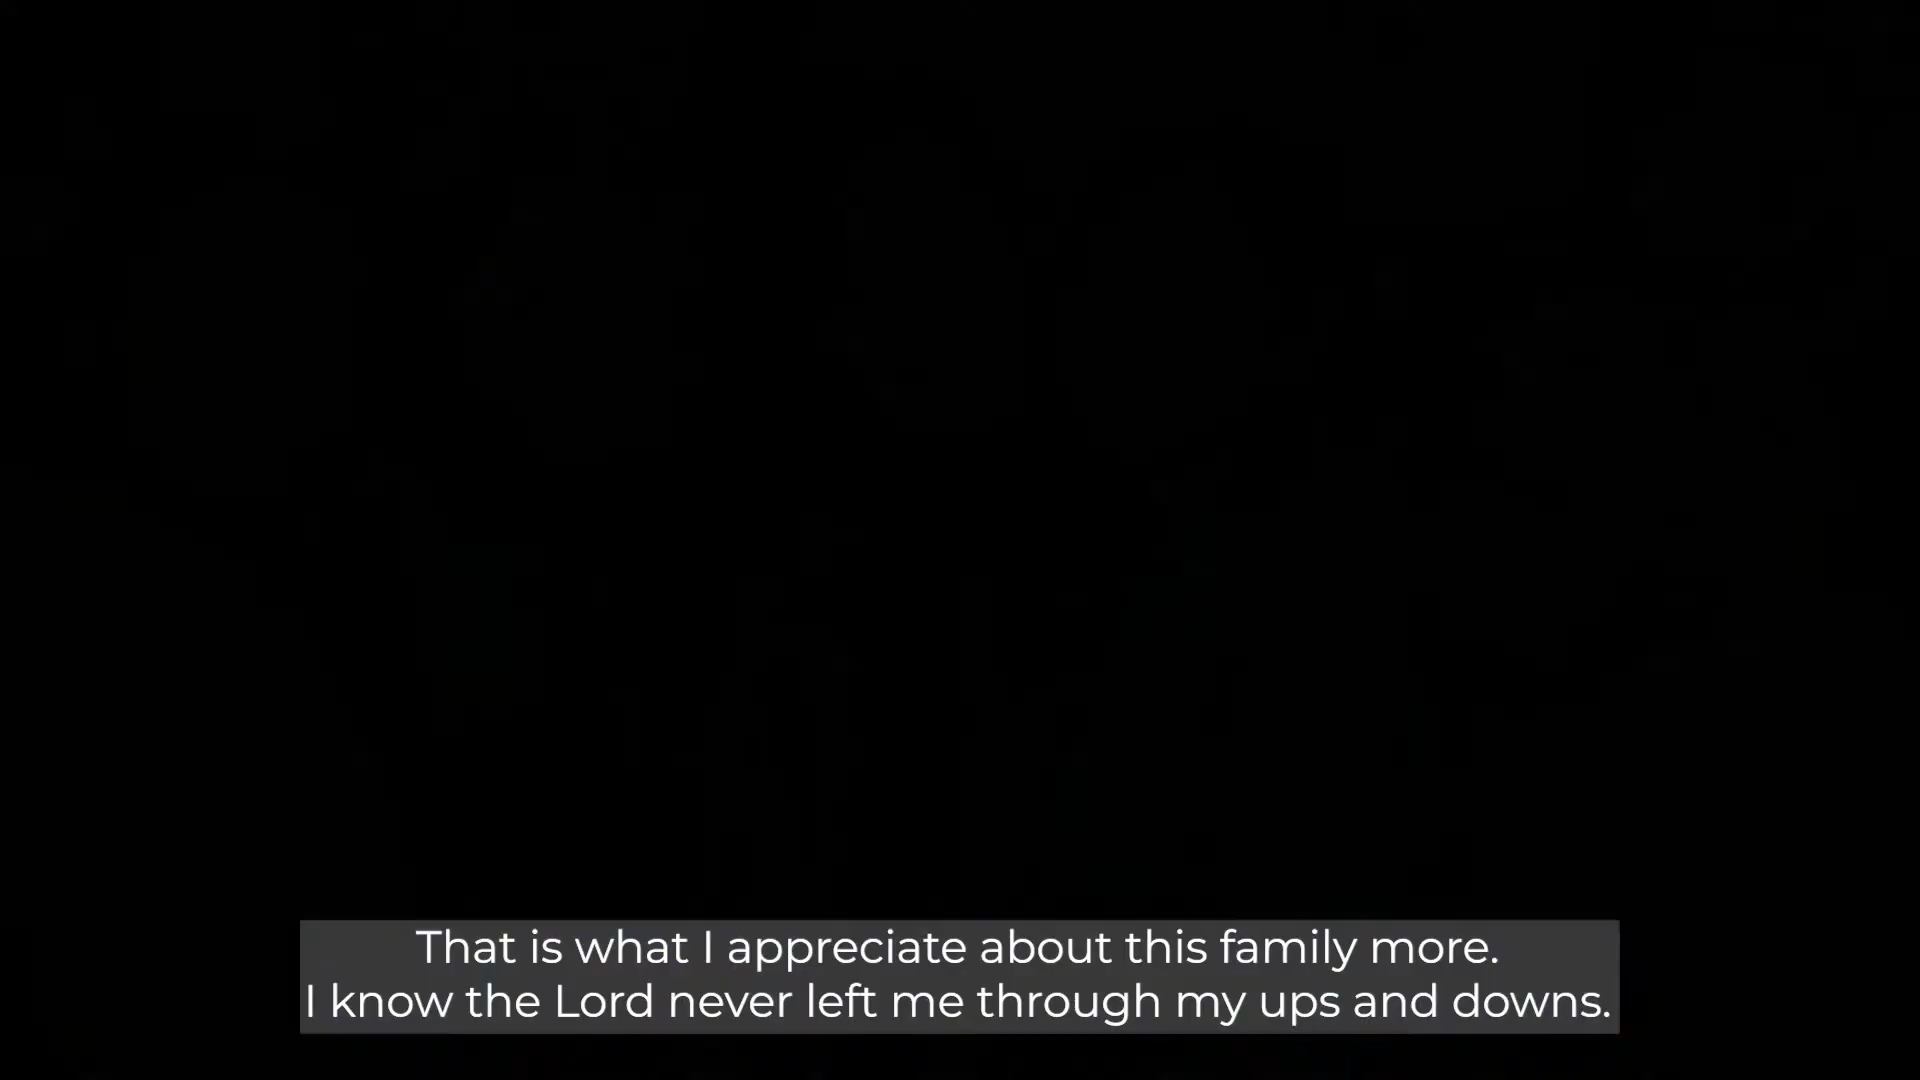 That is what I appreciate about this family more.
I know the Lord never left me through my ups and downs.